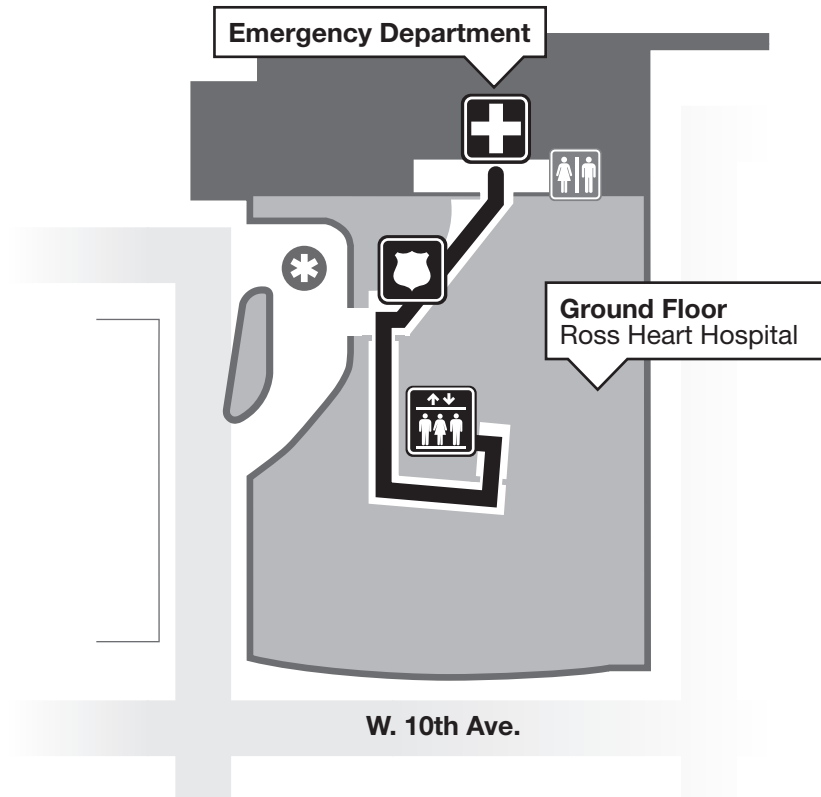 Emergency Department
Ground Floor
Ross Heart Hospital
W. 10th Ave.